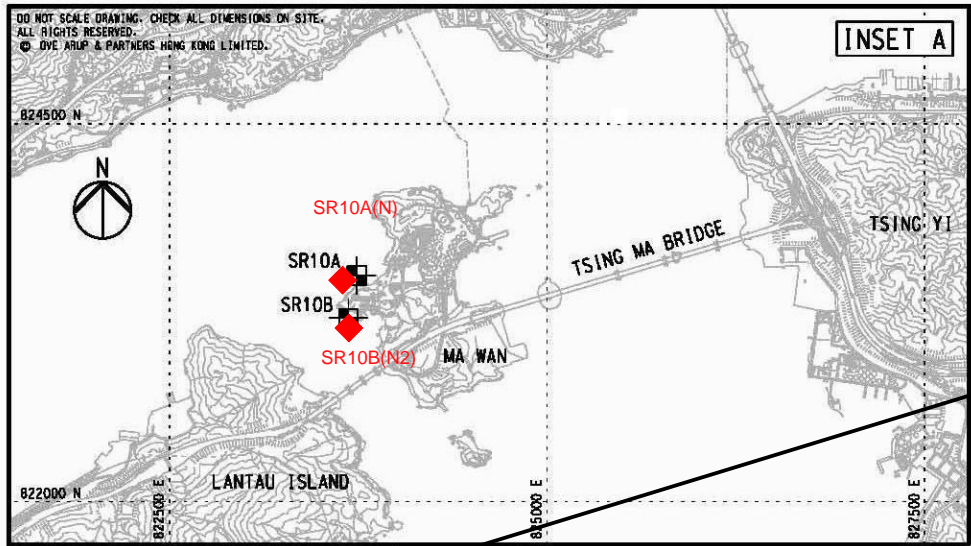 DO NOT SCALE DRAWING. CHECK ALL DIMENSIONS ON SITE.
ALL RIGHTS RESERVED.
© OVE ARUP & PARTNERS HONG KONG LIMITED.
INSET A
824500 N
N
SR10A(N)
TSING YI
TSING MA BRIDGE
SR10A
SR10B
SR10B(N2)
MA WAN
LANTAU ISLAND
822000 N
822500 E
825000 E
827500 E